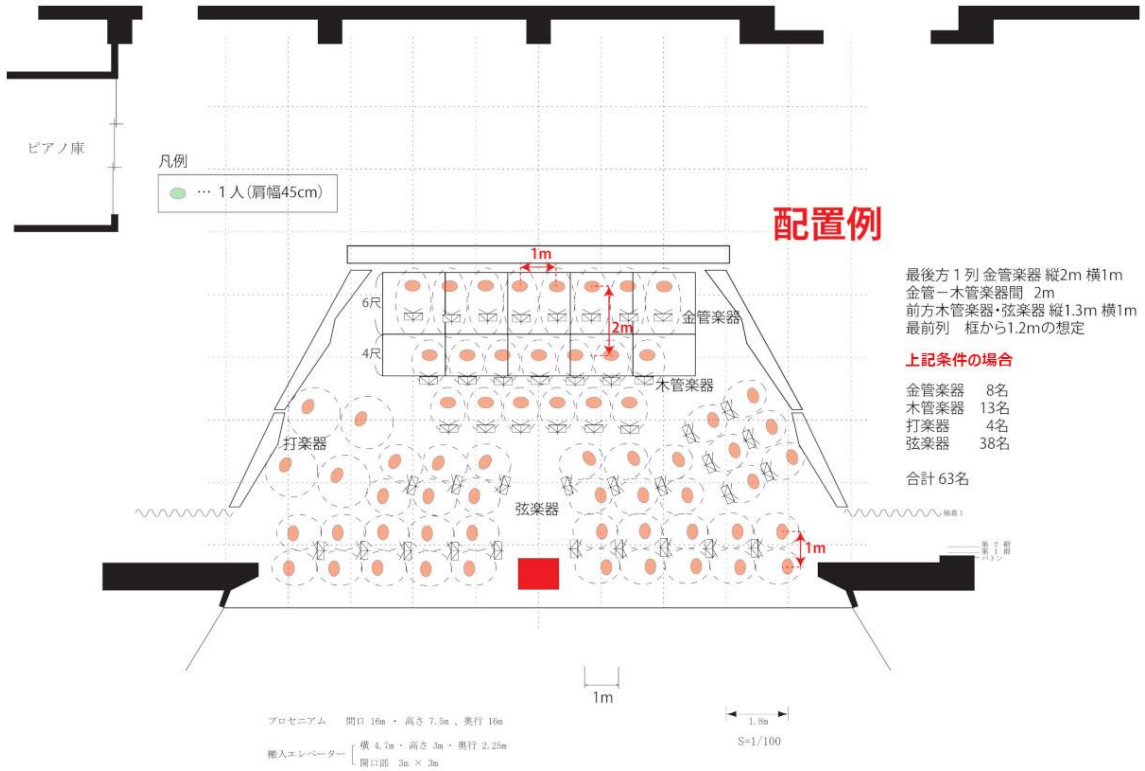 ピアノ庫
凡例
… 1人(肩幅45cm)
配置例
1m
6尺
金管楽器
2m
4尺
木管楽器
打楽器
弦楽器
1m
最後方1列 金管楽器 縦2m 横1m
金管－木管楽器間 2m
前方木管楽器・弦楽器 縦1.3m 横1m
最前列 框から1.2mの想定
上記条件の場合
金管楽器 8名
木管楽器 13名
打楽器 4名
弦楽器 38名
合計 63名
バトン
1m
1.8m
S=1/100
プロセニアム 間口 16m ・ 高さ 7.5m 、奥行 16m
搬入エレベーター 横 4.7m ・ 高さ 3m ・ 奥行 2.25m
開口部 3m × 3m